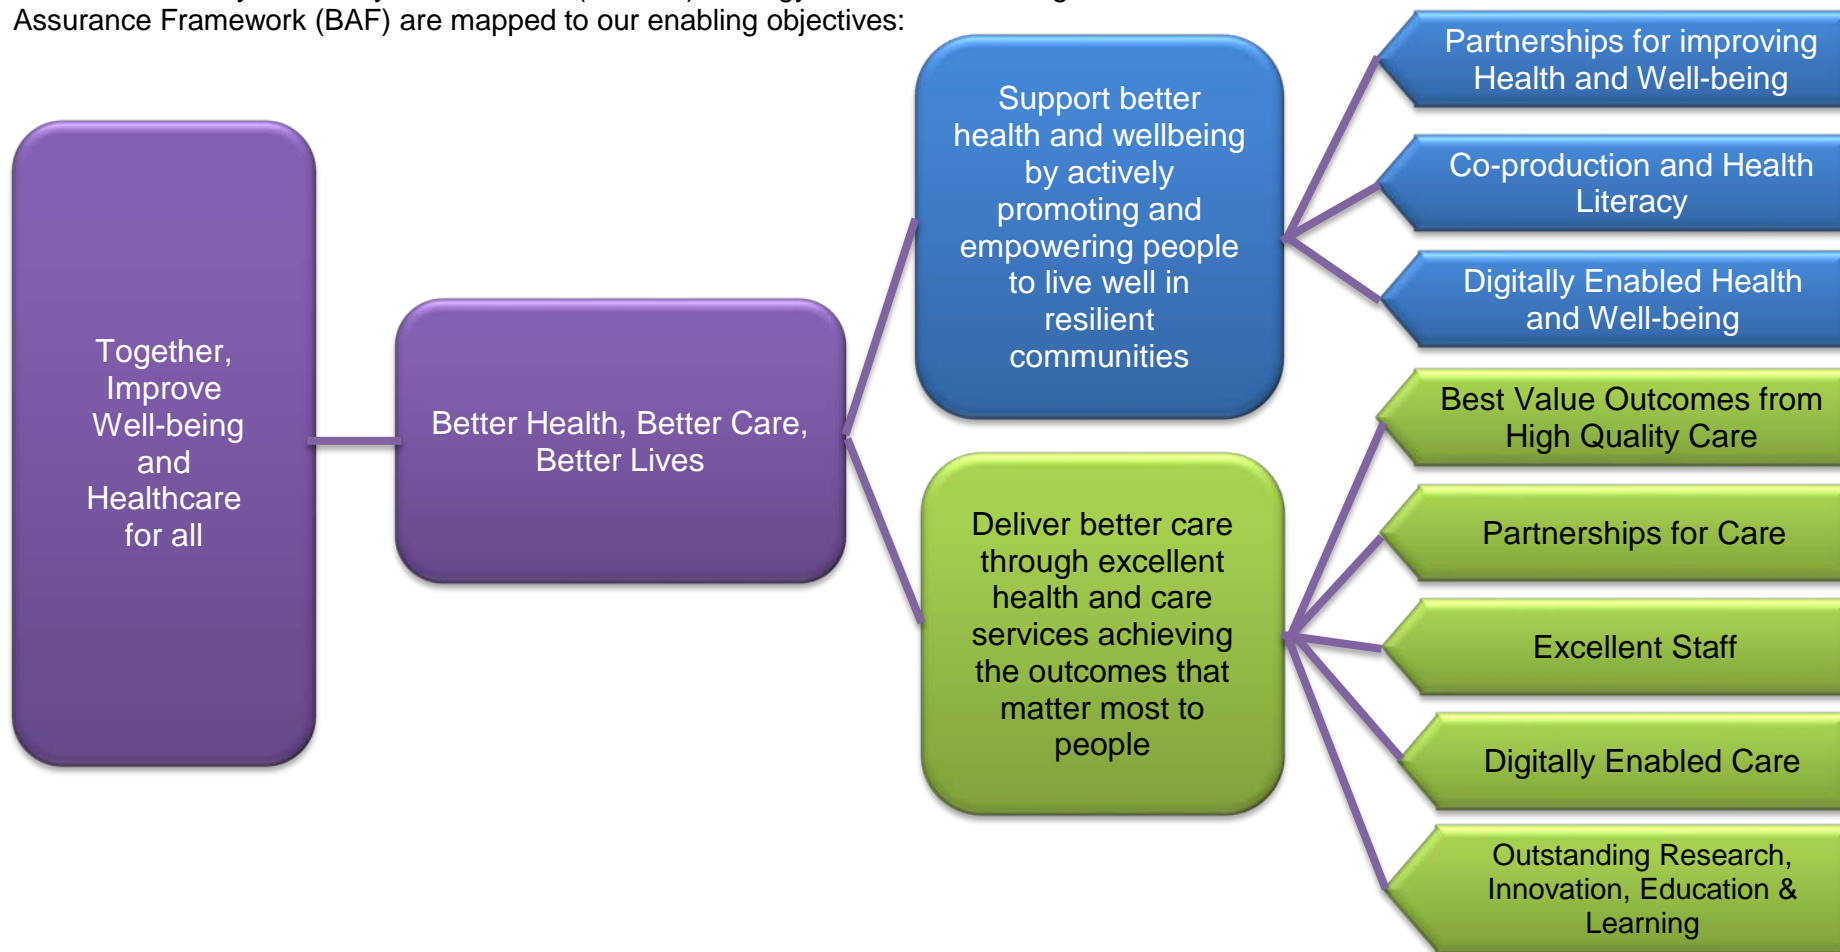 Assurance Framework (BAF) are mapped to our enabling objectives:
Together,
Improve
Well-being
and
Healthcare
for all
Better Health, Better Care,
Better Lives
Support better
health and wellbeing
by actively
promoting and
empowering people
to live well in
resilient
communities
Partnerships for improving
Health and Well-being
Co-production and Health
Literacy
Digitally Enabled Health
and Well-being
Deliver better care
through excellent
health and care
services achieving
the outcomes that
matter most to
people
Best Value Outcomes from
High Quality Care
Partnerships for Care
Excellent Staff
Digitally Enabled Care
Outstanding Research,
Innovation, Education &
Learning